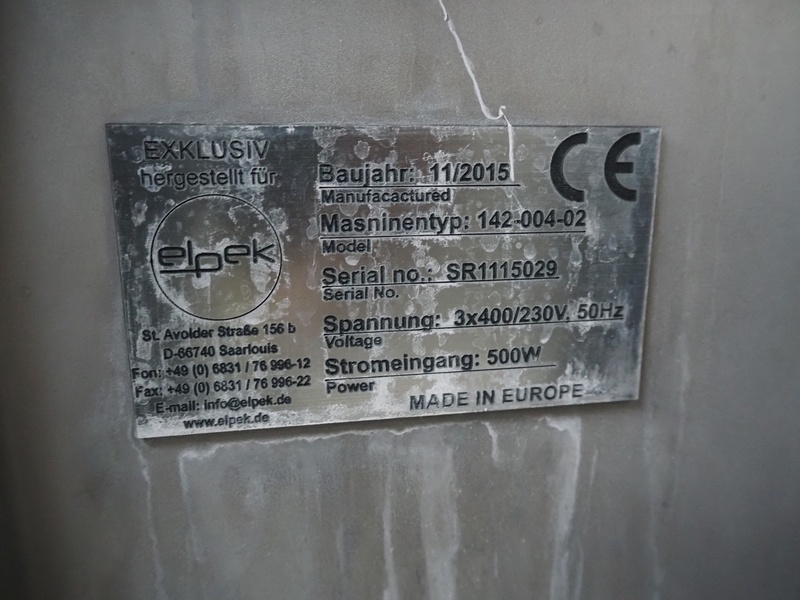 EXKLUSIV
hergestellt für
elpek
St. Avolder Straße 156 b
D-66740 Saarlouis
Fon: +49 (0) 6831 / 76 996-12
Fax: +49 (0) 6831 / 76 996-22
E-mail: info@elpek.de
www.elpek.de
Baujahr: 11/2015
Manufacactured
Masninentyp: 142-004-02
Model
Serial no.: SR1115029
Serial No.
Spannung: 3x400/230V. 50Hz
Voltage
Stromeingang: 500W
Power
MADE IN EUROPE
CE